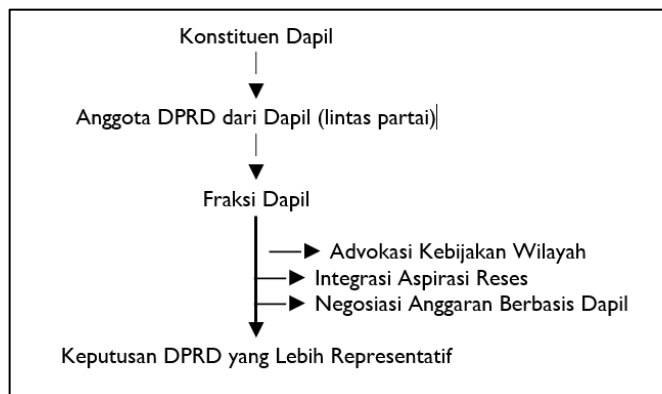 Konstituen Dapil
Anggota DPRD dari Dapil (lintas partai)
Fraksi Dapil
Advokasi Kebijakan Wilayah
Integrasi Aspirasi Reses
Negosiasi Anggaran Berbasis Dapil
Keputusan DPRD yang Lebih Representatif